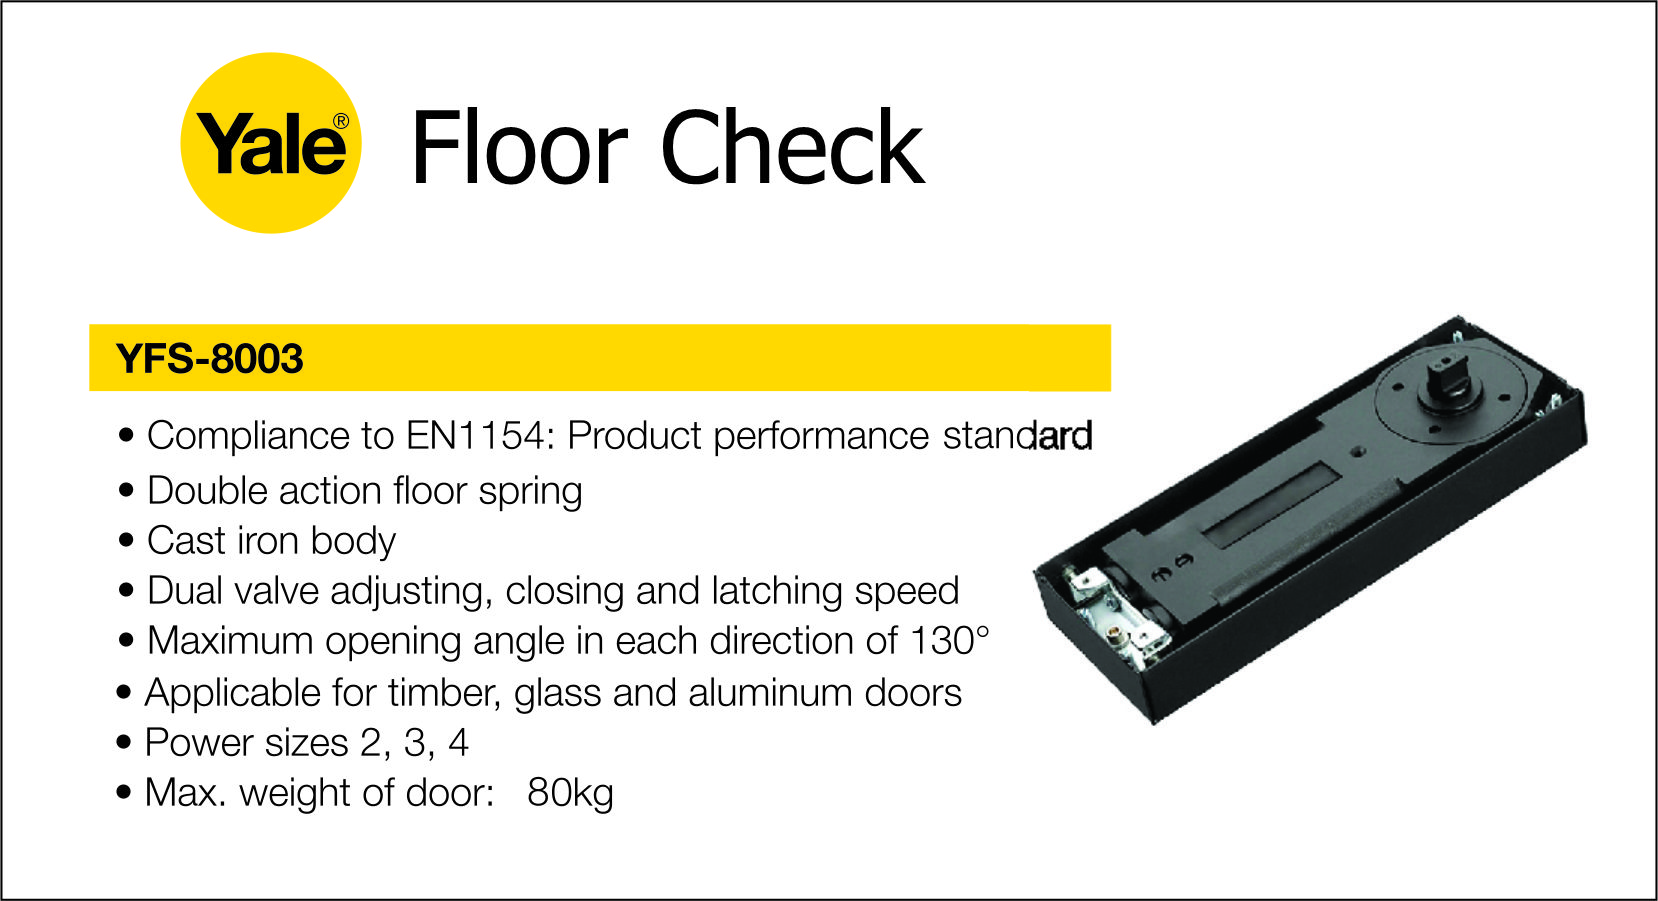 Yale®
Floor Check
YFS-8003
• Compliance to EN1154: Product performance standard
• Double action floor spring
• Cast iron body
• Dual valve adjusting, closing and latching speed
• Maximum opening angle in each direction of 130°
• Applicable for timber, glass and aluminum doors
• Power sizes 2, 3, 4
• Max. weight of door: 80kg